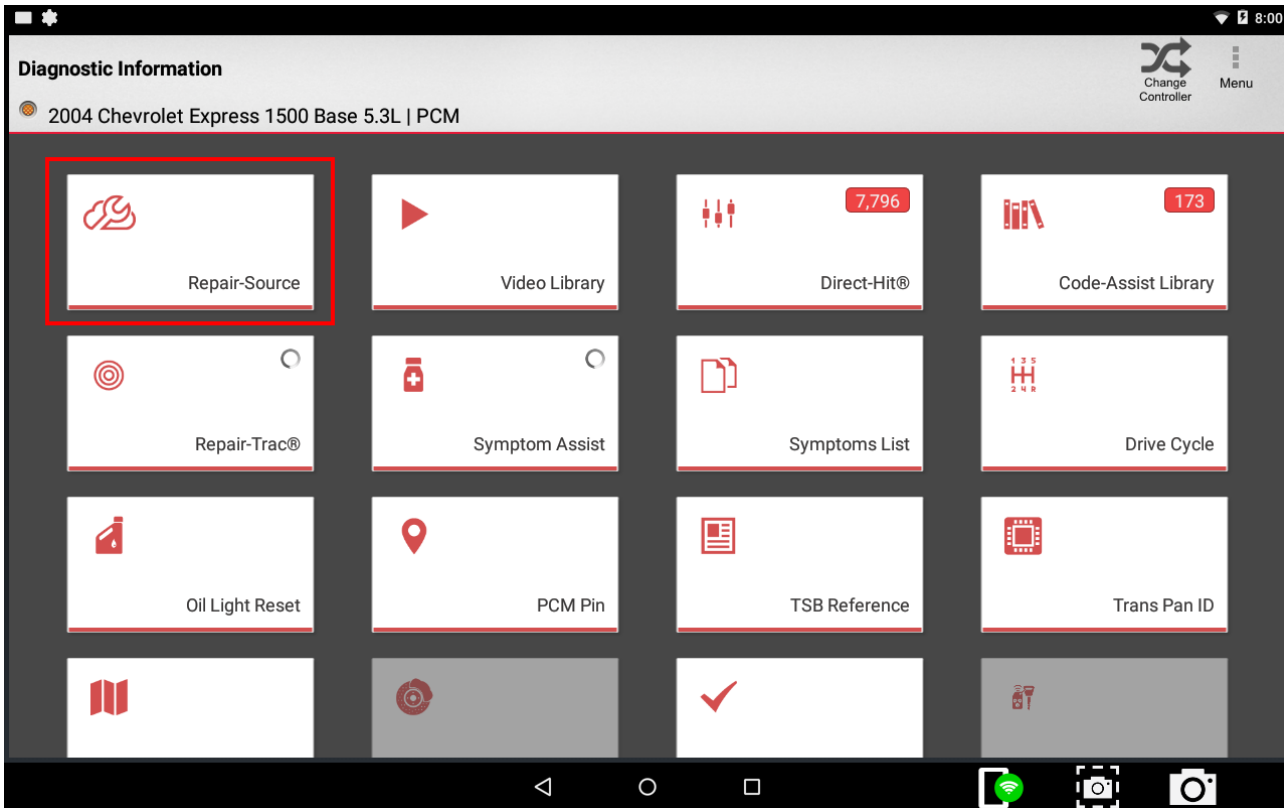 8:00
Diagnostic Information
Change
Controller
Menu
2004 Chevrolet Express 1500 Base 5.3L | PCM
Repair-Source
Video Library
7,796
Direct-Hit®
173
Code-Assist Library
Repair-Trac®
Symptom Assist
Symptoms List
1 3 5
2 4 R
Drive Cycle
Oil Light Reset
PCM Pin
TSB Reference
Trans Pan ID